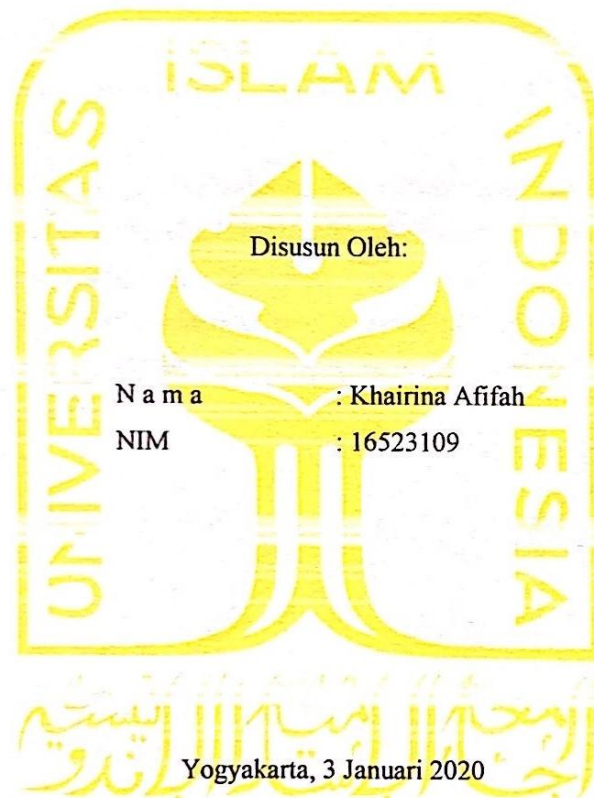 ISLAM
UNIVERSITAS
INDONESIA
Disusun Oleh:
N a m a : Khairina Afifah
NIM : 16523109
Yogyakarta, 3 Januari 2020